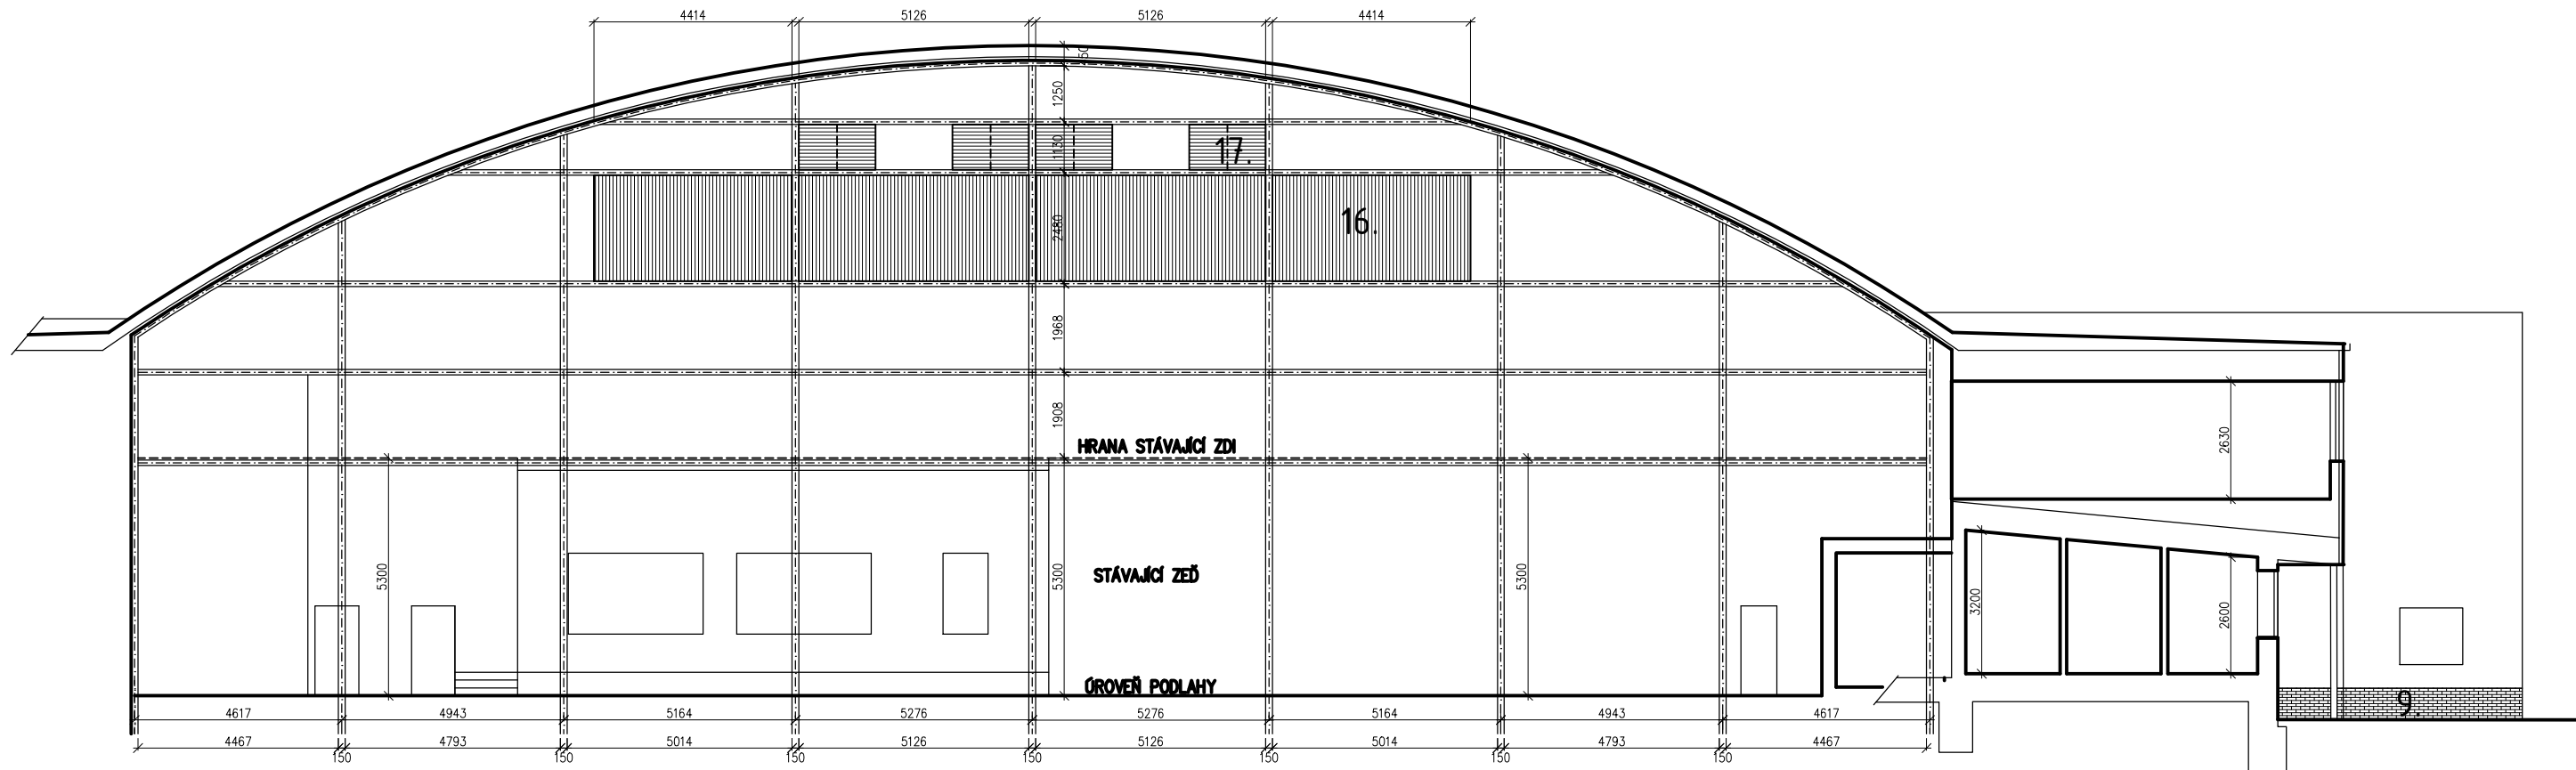 4414 5126 5126 4414
1250
17.
1130
16.
2480
1968
1908
HRANA STÁVAJÍCÍ ZDI
2630
5300 5300 5300
STÁVAJÍCÍ ZEĎ
3200 2600
ÚROVEŇ PODLAHY
9.
4617 4943 5164 5276 5276 5164 4943 4617
4467 4793 5014 5126 5126 5014 4793 4467
150 150 150 150 150 150 150